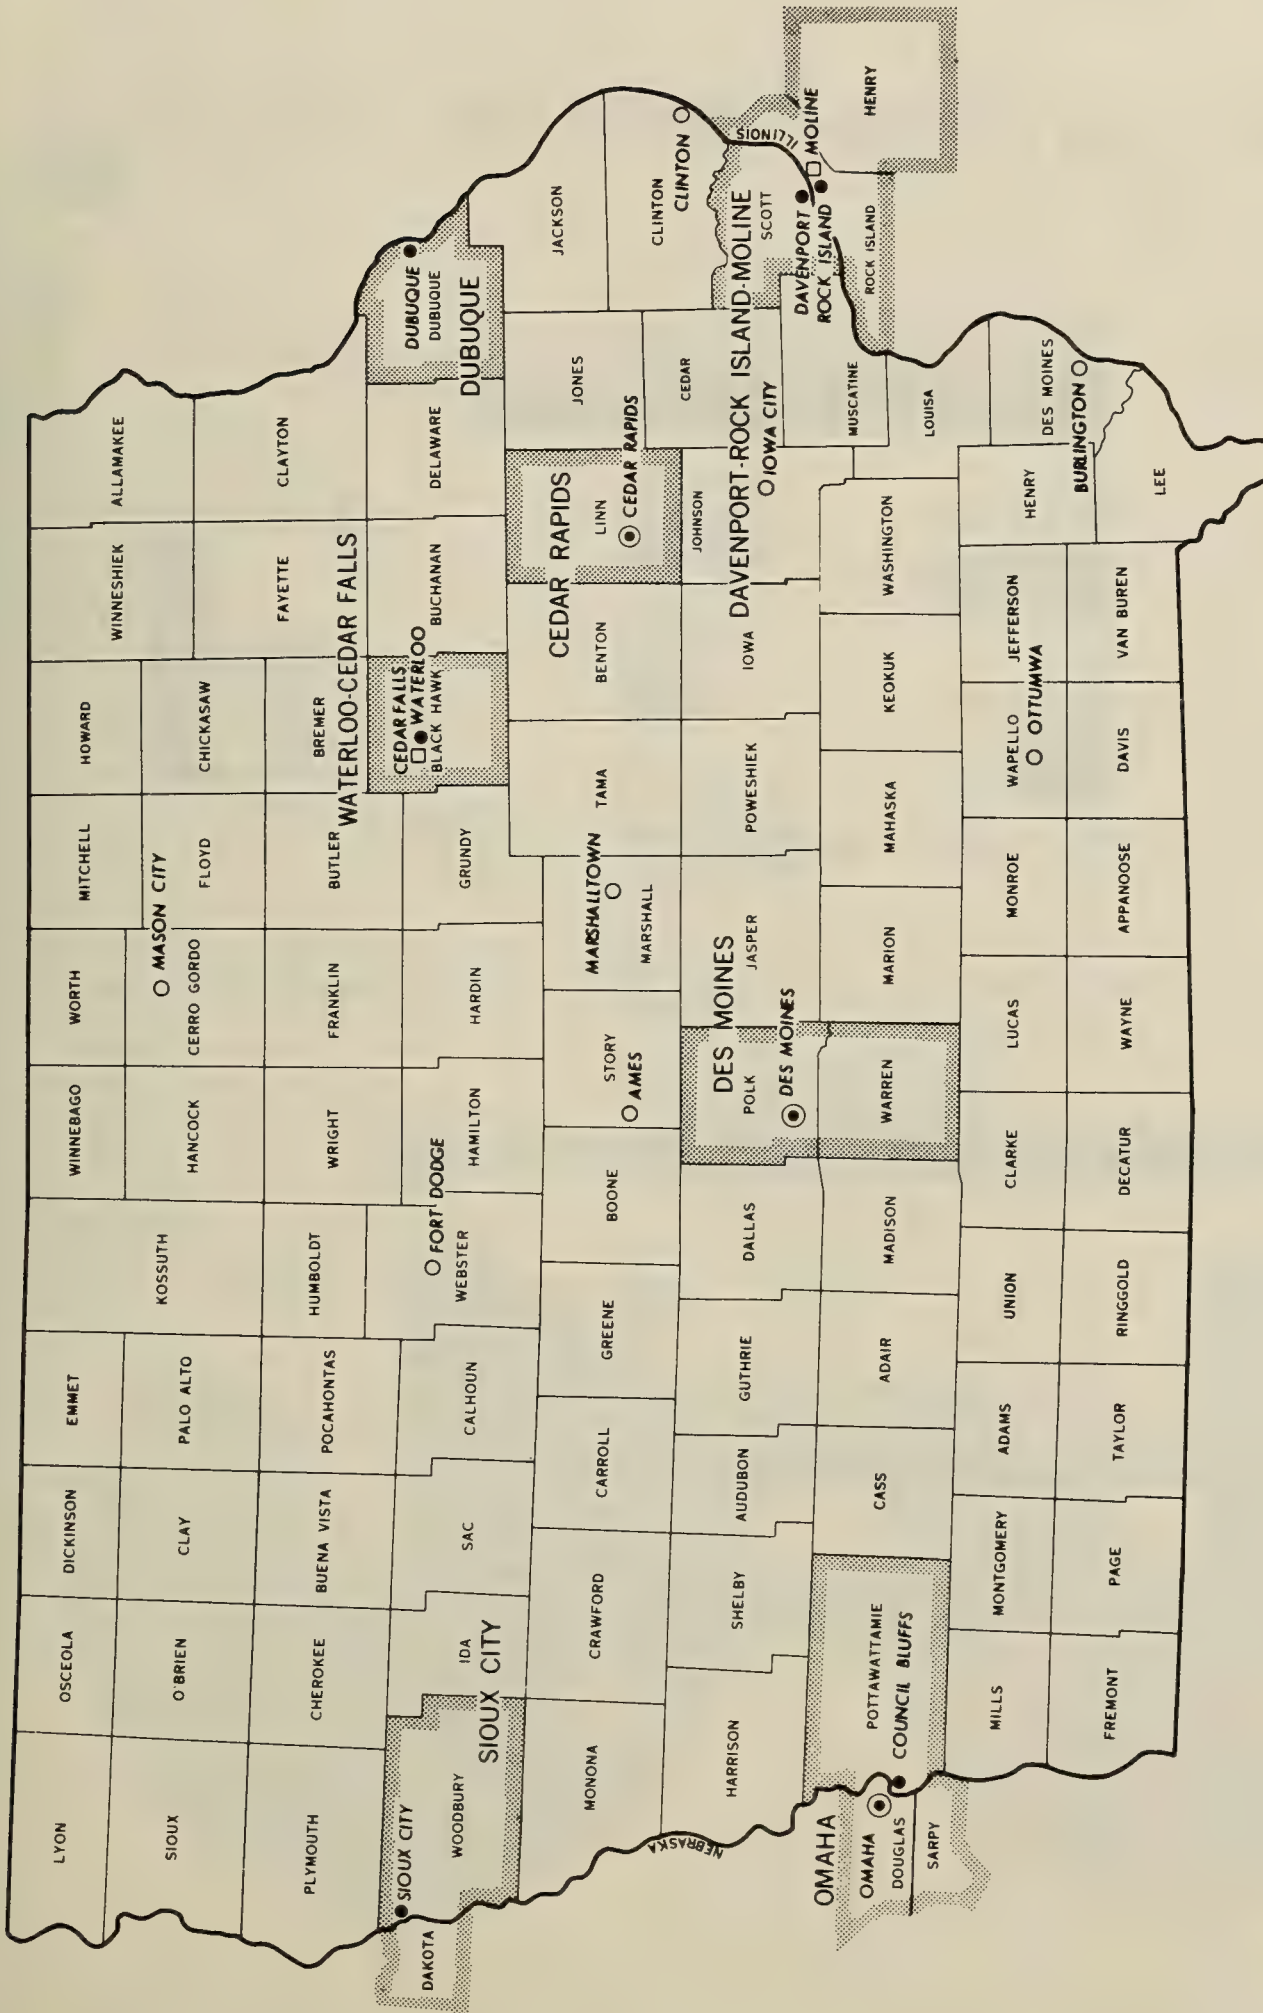 LYON
OSCEOLA
DICKINSON
EMMET
WINNEBAGO
WORTH
MITCHELL
HOWARD
WINNESHIEK
ALLAMAKEE
KOSSUTH
SIOUX
O'BRIEN
CLAY
PALO ALTO
HANCOCK
MASON CITY
CERRO GORDO
FLOYD
CHICKASAW
FAYETTE
CLAYTON
PLYMOUTH
CHEROKEE
BUENA VISTA
POCAHONTAS
HUMBOLDT
WRIGHT
FRANKLIN
BUTLER
BREMER
WATERLOO-CEDAR FALLS
DAKOTA
SIOUX CITY
WOODBURY
SIOUX CITY
IDA
SAC
CALHOUN
FORT DODGE
WEBSTER
HAMILTON
HARDIN
GRUNDY
CEDAR FALLS
WATERLOO
BLACK HAWK
BUCHANAN
DELAWARE
DUBUQUE
DUBUQUE
DUBUQUE
MONONA
CRAWFORD
CARROLL
GREENE
BOONE
STORY
AMES
MARSHALLTOWN
MARSHALL
TAMA
BENTON
CEDAR RAPIDS
LINN
CEDAR RAPIDS
JONES
JACKSON
CLINTON
CLINTON
NEBRASKA
HARRISON
SHELBY
AUDUBON
GUTHRIE
DALLAS
DES MOINES
POLK
DES MOINES
JASPER
POWESHIEK
IOWA
JOHNSON
IOWA CITY
CEDAR
DAVENPORT-ROCK ISLAND-MOLINE
SCOTT
ILLINOIS
DAVENPORT
ROCK ISLAND
MOLINE
ROCK ISLAND
HENRY
OMAHA
OMAHA
DOUGLAS
SARPY
POTTAWATTAMIE
COUNCIL BLUFFS
CASS
ADAIR
MADISON
WARREN
MARION
MAHASKA
KEOKUK
WASHINGTON
MUSCATINE
LOUISA
MILLS
MONTGOMERY
ADAMS
UNION
CLARKE
LUCAS
MONROE
WAPELLO
OTTUMWA
JEFFERSON
HENRY
DES MOINES
BURLINGTON
FREMONT
PAGE
TAYLOR
RINGGOLD
DECATUR
WAYNE
APPANOOSE
DAVIS
VAN BUREN
LEE